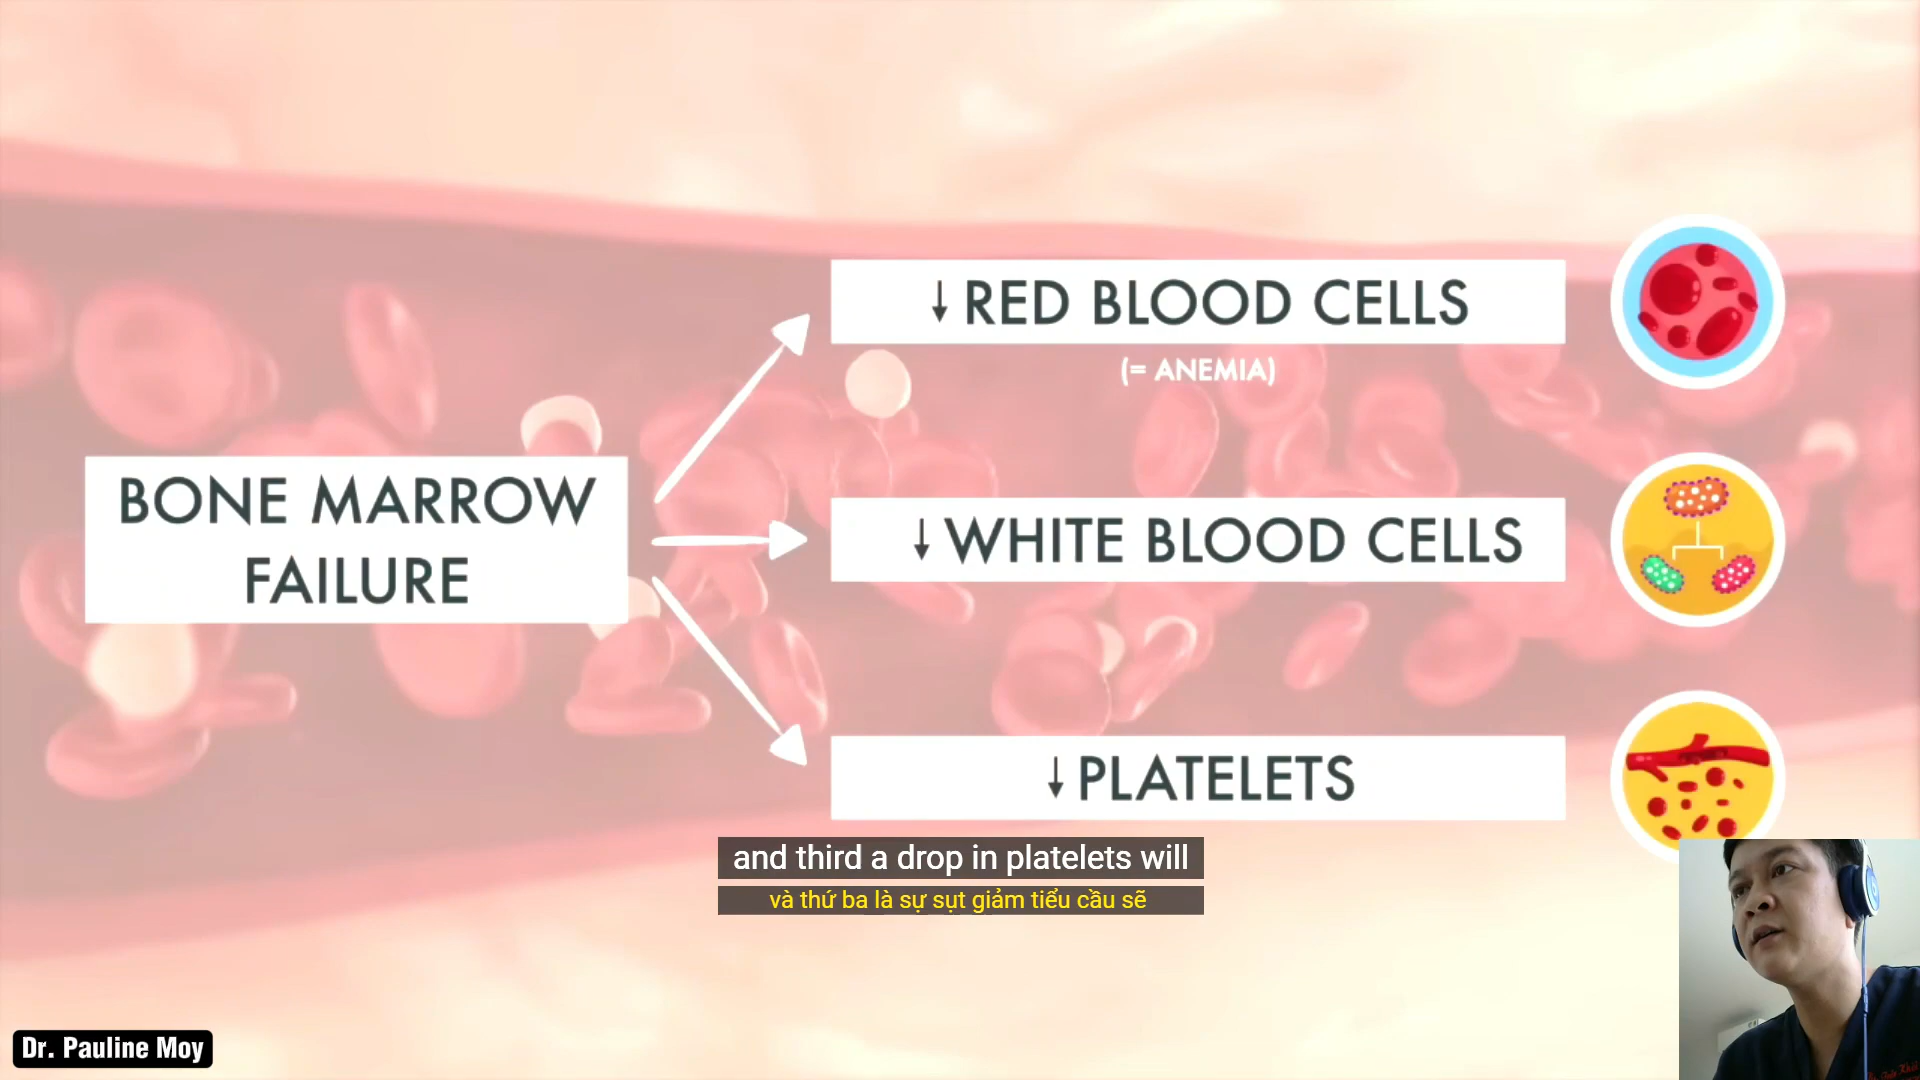 ↓ RED BLOOD CELLS
(= ANEMIA)
BONE MARROW
FAILURE
↓ WHITE BLOOD CELLS
↓ PLATELETS
and third a drop in platelets will
và thứ ba là sự sụt giảm tiểu cầu sẽ
Dr. Pauline Moy